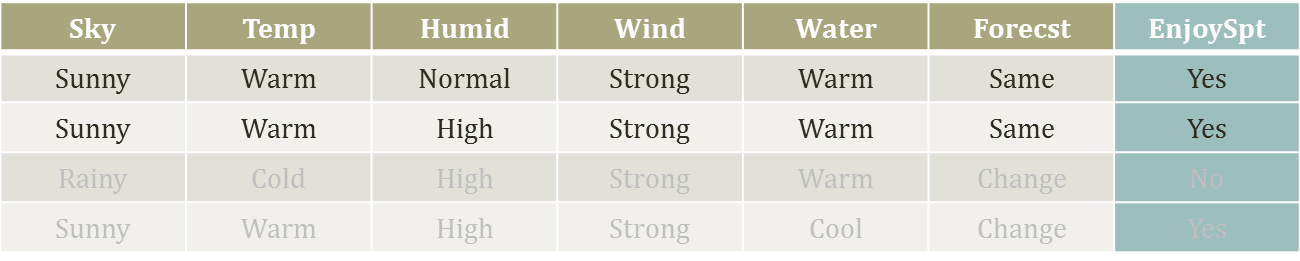 Sky Temp Humid Wind Water Forecst EnjoySpt
Sunny Warm Normal Strong Warm Same Yes
Sunny Warm High Strong Warm Same Yes
Rainy Cold High Strong Warm Change No
Sunny Warm High Strong Cool Change Yes